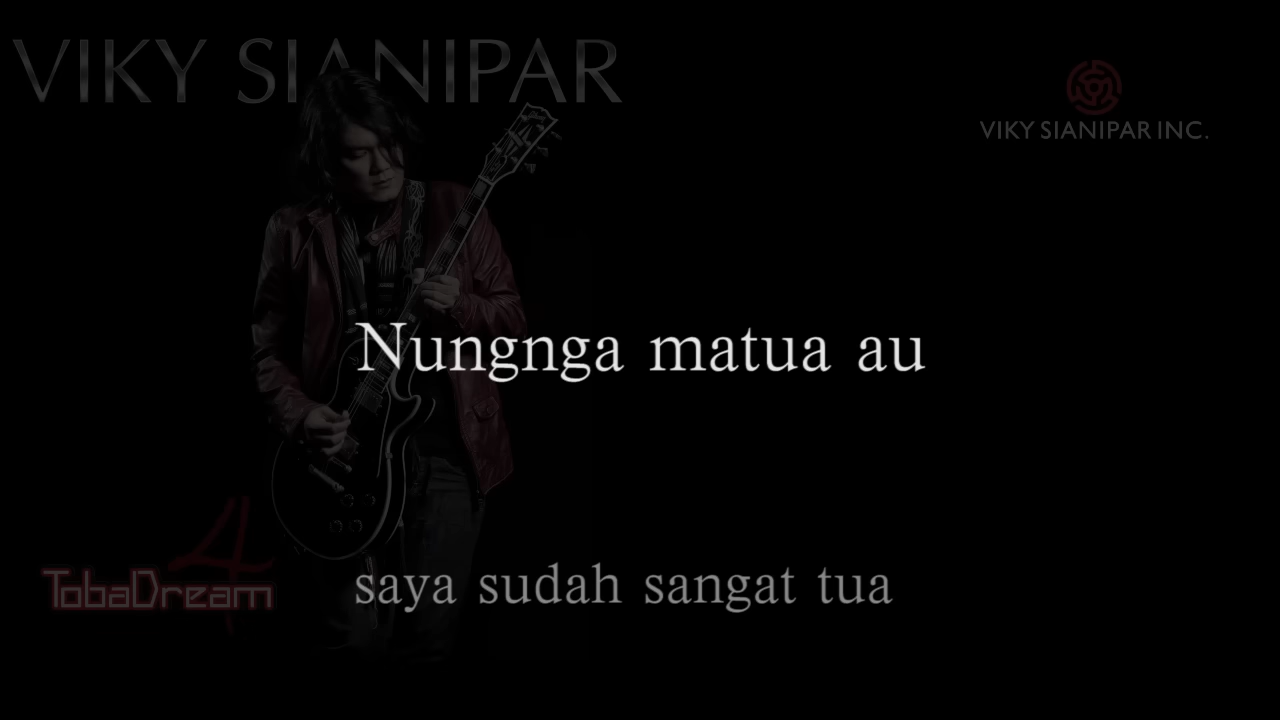 VIKY SIANIPAR
VIKY SIANIPAR INC.
Nungnga matua au
4
TobaDream
saya sudah sangat tua